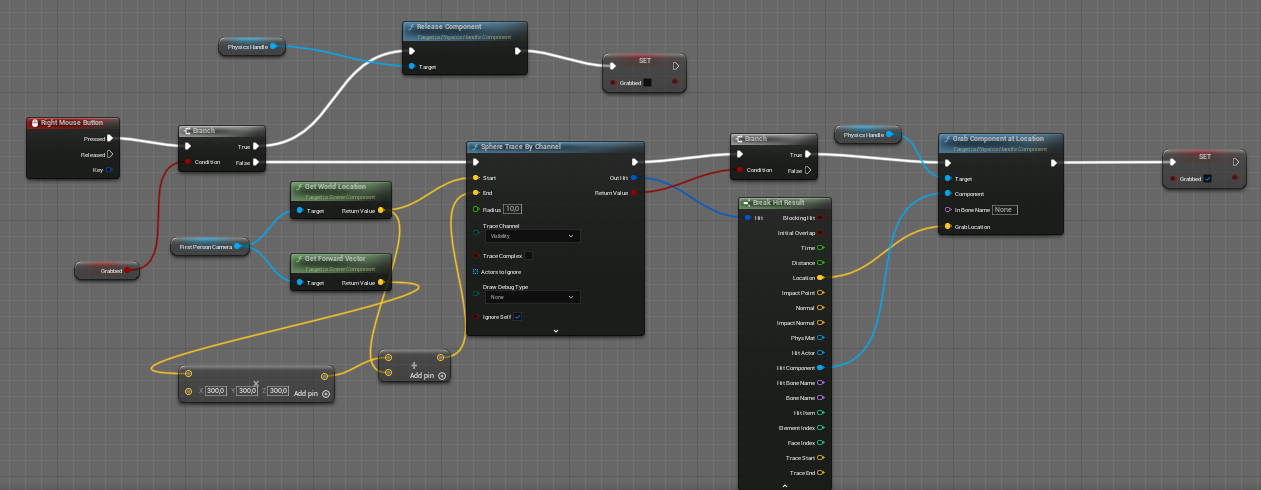 Release Component
Target is Physics Handle Component
Target
Physics Handle
SET
Grabbed
Right Mouse Button
Pressed
Released
Key
Branch
True
Condition
False
Grabbed
First Person Camera
Get World Location
Target is Scene Component
Target
Return Value
Get Forward Vector
Target is Scene Component
Target
Return Value
X 300,0 Y 300,0 Z 300,0
Add pin
Add pin
Sphere Trace By Channel
Start
Out Hit
End
Return Value
Radius 10,0
Trace Channel
Visibility
Trace Complex
Actors to Ignore
Draw Debug Type
None
Ignore Self
Branch
True
Condition
False
Break Hit Result
Hit
Blocking Hit
Initial Overlap
Time
Distance
Location
Impact Point
Normal
Impact Normal
Phys Mat
Hit Actor
Hit Component
Hit Bone Name
Bone Name
Hit Item
Element Index
Face Index
Trace Start
Trace End
Physics Handle
Grab Component at Location
Target is Physics Handle Component
Target
Component
In Bone Name None
Grab Location
SET
Grabbed